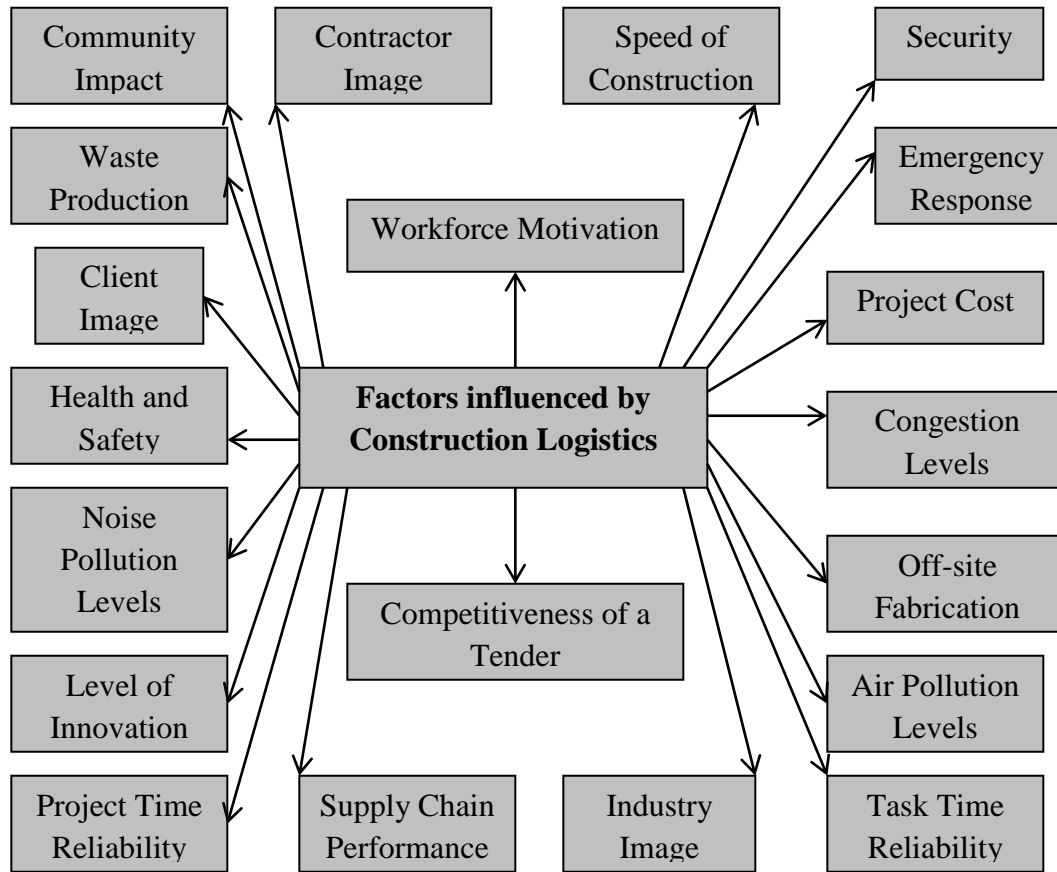 Community
Impact
Contractor
Image
Speed of
Construction
Security
Waste
Production
Emergency
Response
Workforce Motivation
Client
Image
Project Cost
Health and
Safety
Factors influenced by
Construction Logistics
Congestion
Levels
Noise
Pollution
Levels
Off-site
Fabrication
Competitiveness of a
Tender
Level of
Innovation
Air Pollution
Levels
Project Time
Reliability
Supply Chain
Performance
Industry
Image
Task Time
Reliability